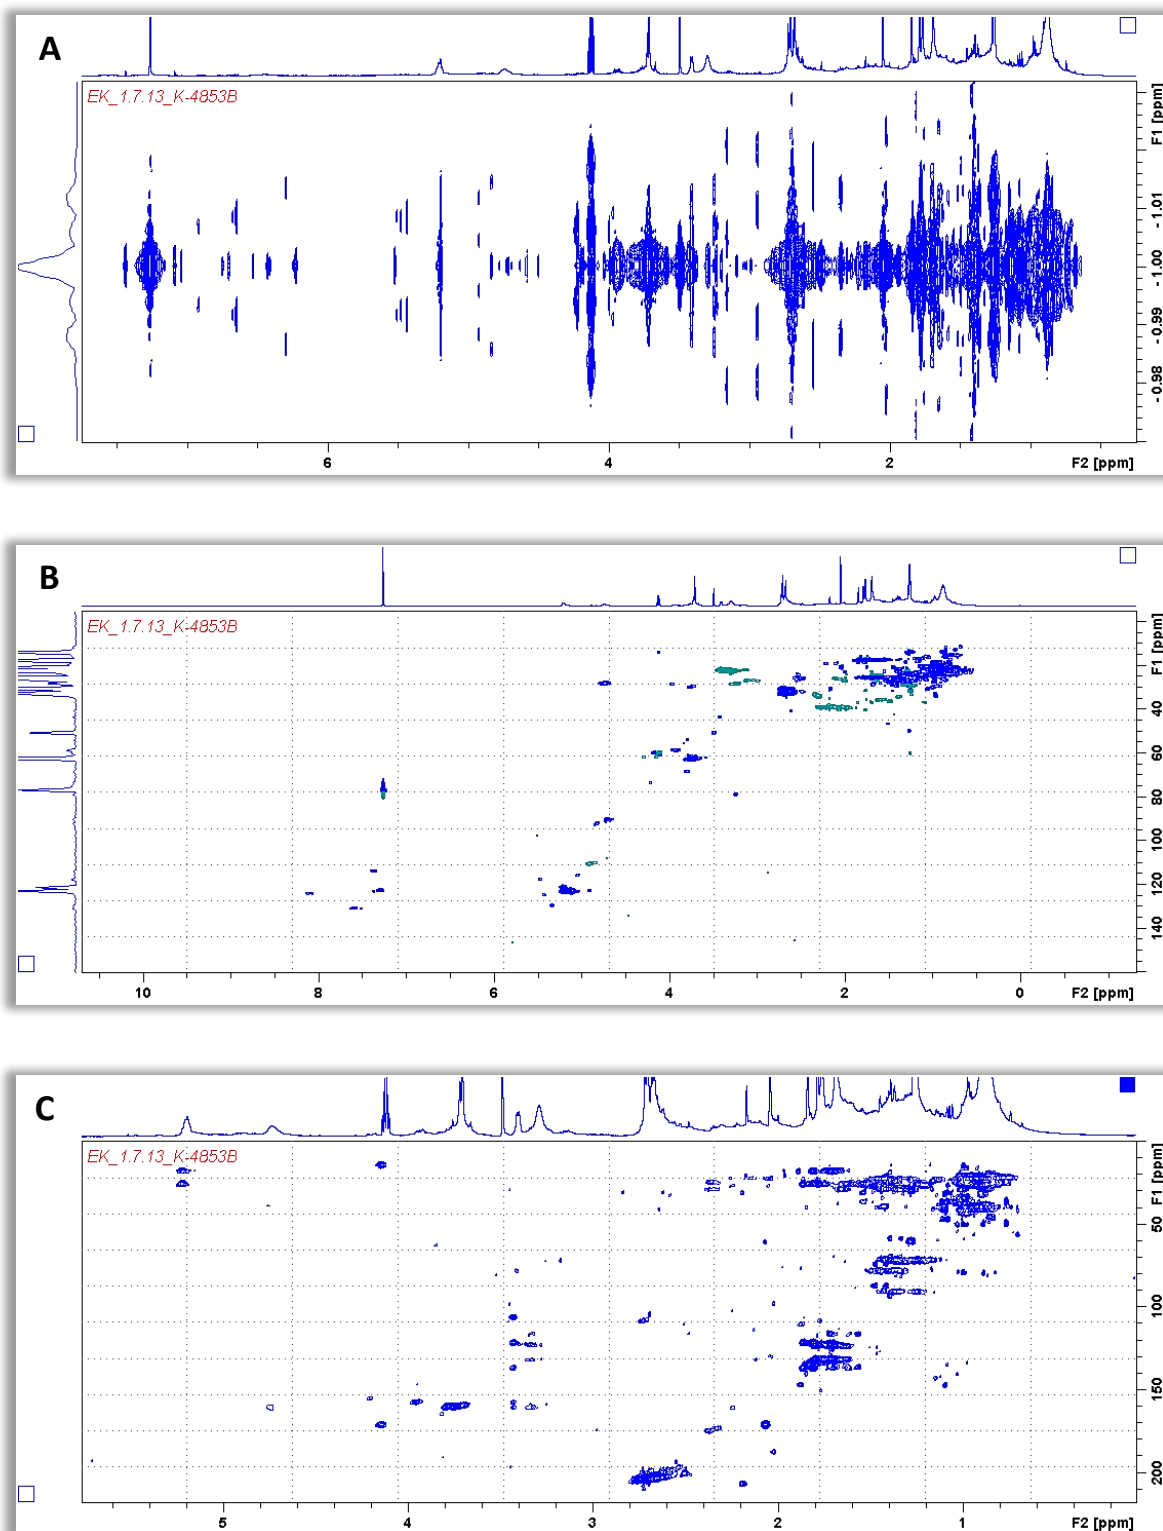 A
EK_1.7.13_K-4853B
F1 [ppm]
-1.01
-1.00
-0.99
-0.98
6 4 2 F2 [ppm]
B
EK_1.7.13_K-4853B
F1 [ppm]
40
60
80
100
120
140
10 8 6 4 2 0 F2 [ppm]
C
EK_1.7.13_K-4853B
F1 [ppm]
50
100
150
200
5 4 3 2 1 F2 [ppm]